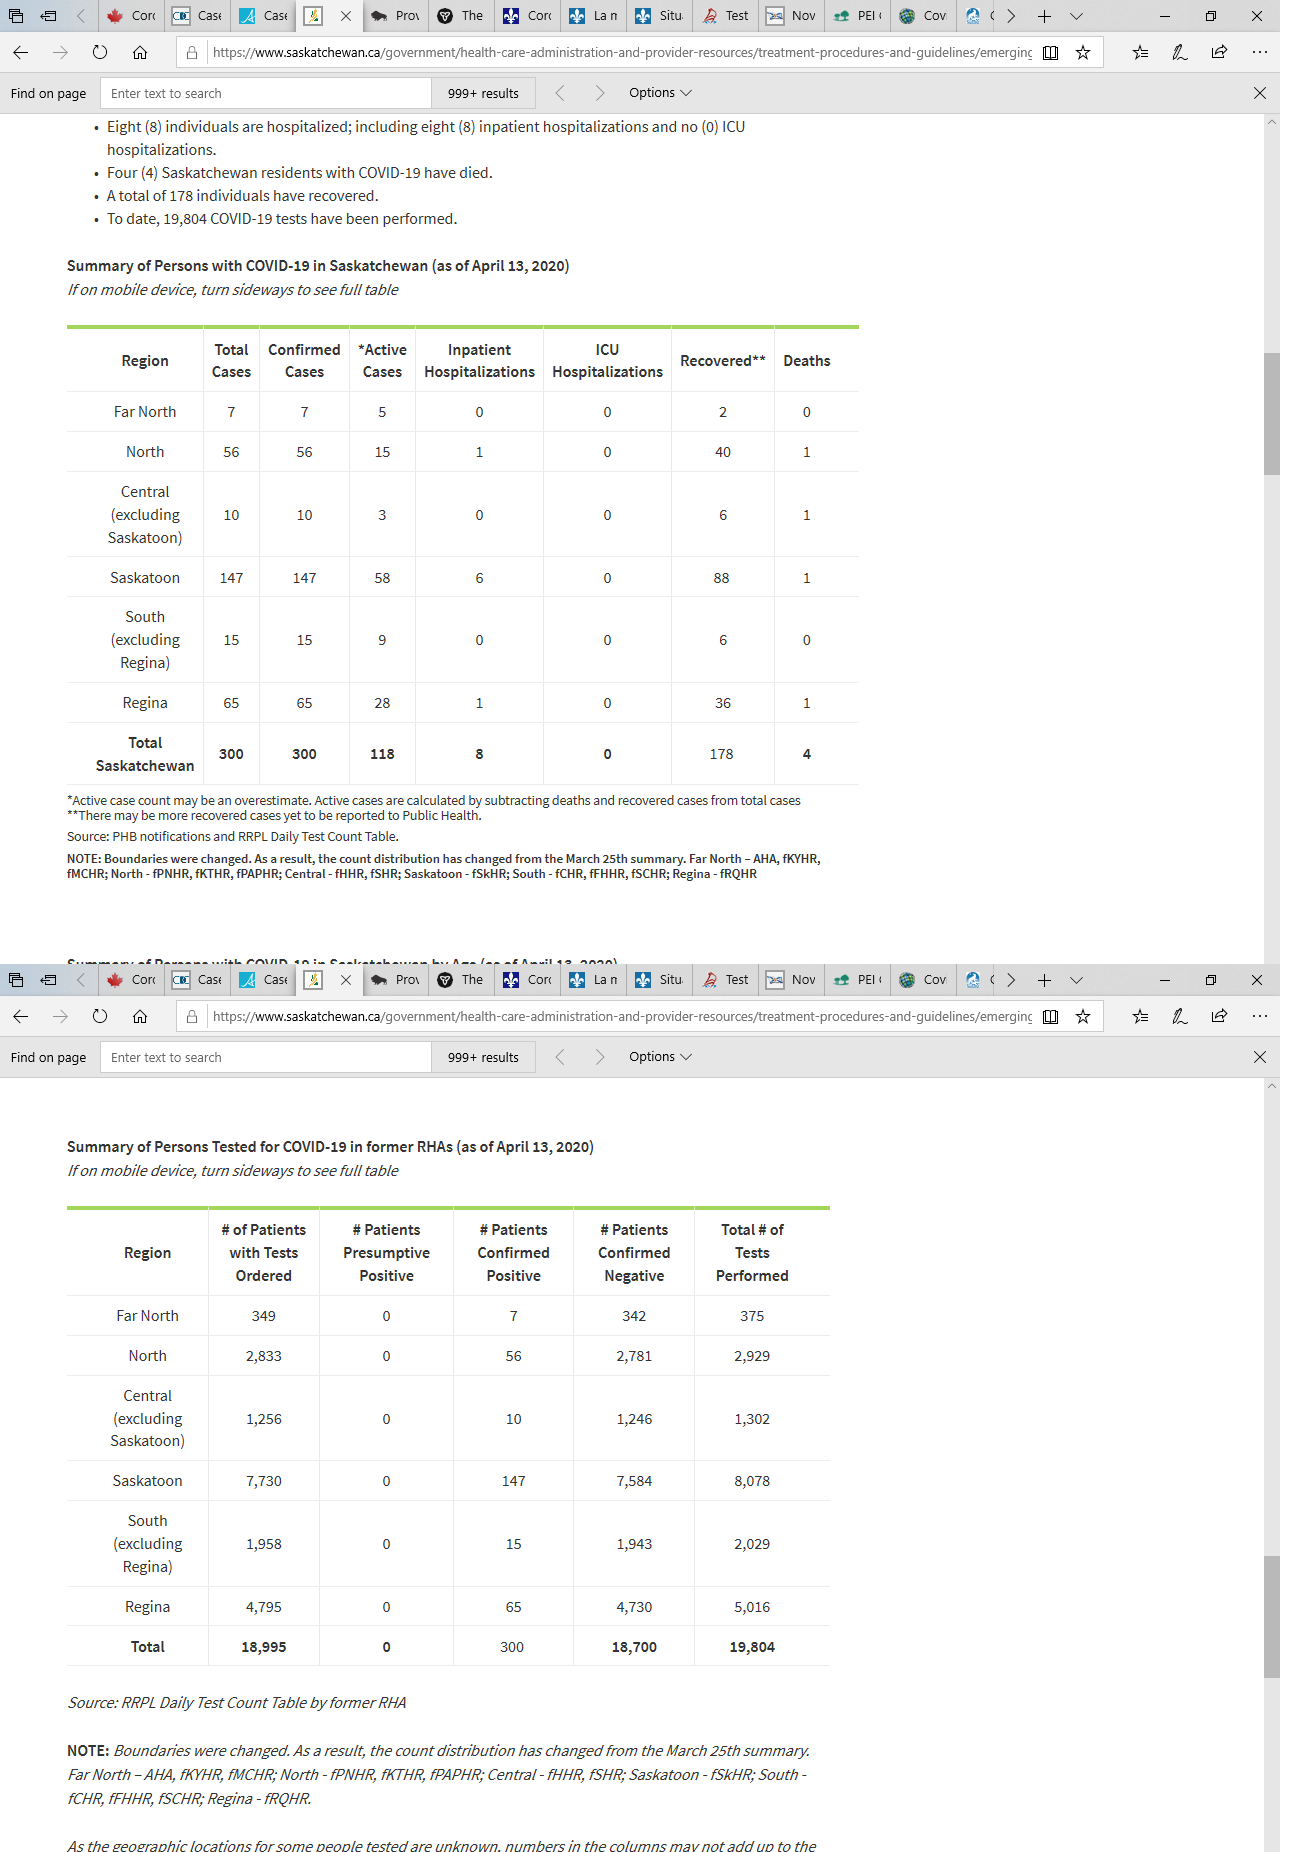 Corc Case Case Prov The Corc La n Situ Test Nov PEI Cov
https://www.saskatchewan.ca/government/health-care-administration-and-provider-resources/treatment-procedures-and-guidelines/emerging
Find on page Enter text to search 999+ results Options
• Eight (8) individuals are hospitalized; including eight (8) inpatient hospitalizations and no (0) ICU
hospitalizations.
• Four (4) Saskatchewan residents with COVID-19 have died.
• A total of 178 individuals have recovered.
• To date, 19,804 COVID-19 tests have been performed.
Summary of Persons with COVID-19 in Saskatchewan (as of April 13, 2020)
If on mobile device, turn sideways to see full table
Region Total Cases Confirmed Cases *Active Cases Inpatient Hospitalizations ICU Hospitalizations Recovered** Deaths
Far North 7 7 5 0 0 2 0
North 56 56 15 1 0 40 1
Central (excluding Saskatoon) 10 10 3 0 0 6 1
Saskatoon 147 147 58 6 0 88 1
South (excluding Regina) 15 15 9 0 0 6 0
Regina 65 65 28 1 0 36 1
Total Saskatchewan 300 300 118 8 0 178 4
*Active case count may be an overestimate. Active cases are calculated by subtracting deaths and recovered cases from total cases
**There may be more recovered cases yet to be reported to Public Health.
Source: PHB notifications and RRPL Daily Test Count Table.
NOTE: Boundaries were changed. As a result, the count distribution has changed from the March 25th summary. Far North – AHA, fKYHR,
fMCHR; North - fPNHR, fKTHR, fPAPHR; Central - fHHR, fSHR; Saskatoon - fSkHR; South - fCHR, fFHHR, fSCHR; Regina - fRQHR
Summary of Persons with COVID-19 in Saskatchewan by Age (as of April 13, 2020)
Corc Case Case Prov The Corc La n Situ Test Nov PEI Cov
https://www.saskatchewan.ca/government/health-care-administration-and-provider-resources/treatment-procedures-and-guidelines/emerging
Find on page Enter text to search 999+ results Options
Summary of Persons Tested for COVID-19 in former RHAs (as of April 13, 2020)
If on mobile device, turn sideways to see full table
Region # of Patients with Tests Ordered # Patients Presumptive Positive # Patients Confirmed Positive # Patients Confirmed Negative Total # of Tests Performed
Far North 349 0 7 342 375
North 2,833 0 56 2,781 2,929
Central (excluding Saskatoon) 1,256 0 10 1,246 1,302
Saskatoon 7,730 0 147 7,584 8,078
South (excluding Regina) 1,958 0 15 1,943 2,029
Regina 4,795 0 65 4,730 5,016
Total 18,995 0 300 18,700 19,804
Source: RRPL Daily Test Count Table by former RHA
NOTE: Boundaries were changed. As a result, the count distribution has changed from the March 25th summary.
Far North – AHA, fKYHR, fMCHR; North - fPNHR, fKTHR, fPAPHR; Central - fHHR, fSHR; Saskatoon - fSkHR; South -
fCHR, fFHHR, fSCHR; Regina - fRQHR.
As the geographic locations for some people tested are unknown, numbers in the columns may not add up to the